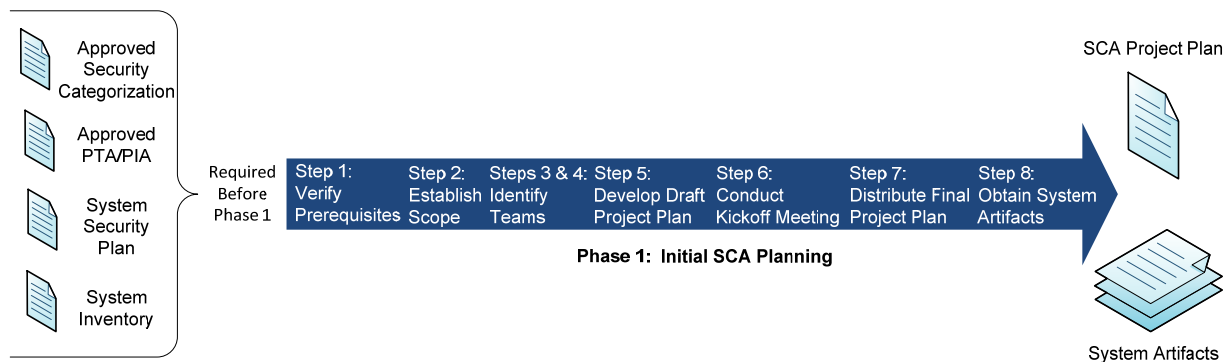 Approved
Security
Categorization
Approved
PTA/PIA
System
Security
Plan
System
Inventory
Required
Before
Phase 1
Step 1:
Verify
Prerequisites
Step 2:
Establish
Scope
Steps 3 & 4:
Identify
Teams
Step 5:
Develop Draft
Project Plan
Step 6:
Conduct
Kickoff Meeting
Step 7:
Distribute Final
Project Plan
Step 8:
Obtain System
Artifacts
Phase 1: Initial SCA Planning
SCA Project Plan
System Artifacts